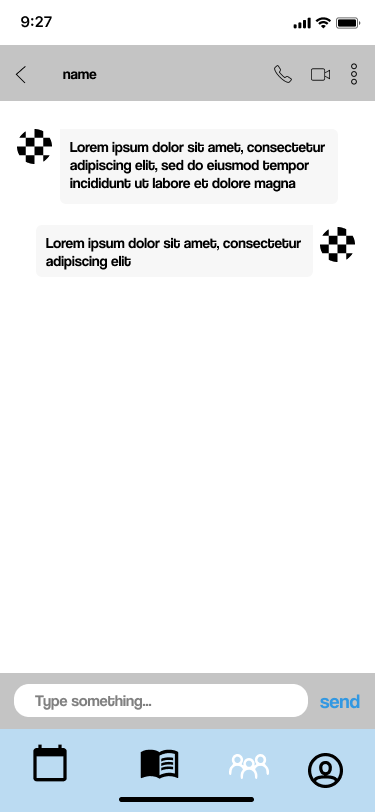 9:27
name
Lorem ipsum dolor sit amet, consectetur
adipiscing elit, sed do eiusmod tempor
incididunt ut labore et dolore magna
Lorem ipsum dolor sit amet, consectetur
adipiscing elit
Type something...
send